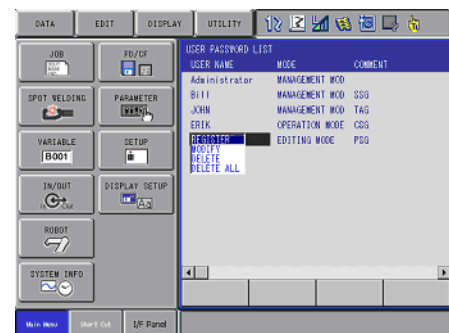 DATA EDIT DISPLAY UTILITY
JOB
FD/CF
SPOT WELDING
PARAMETER
VARIABLE
B001
SETUP
IN/OUT
In Out
DISPLAY SETUP
ROBOT
SYSTEM INFO
USER PASSWORD LIST
USER NAME MODE COMMENT
Administrator MANAGEMENT MOD
Bill MANAGEMENT MOD SSG
JOHN MANAGEMENT MOD TAG
ERIK OPERATION MODE CSG
REGISTER EDITING MODE PSG
MODIFY
DELETE
DELETE ALL
Main Menu Short Cut I/F Panel